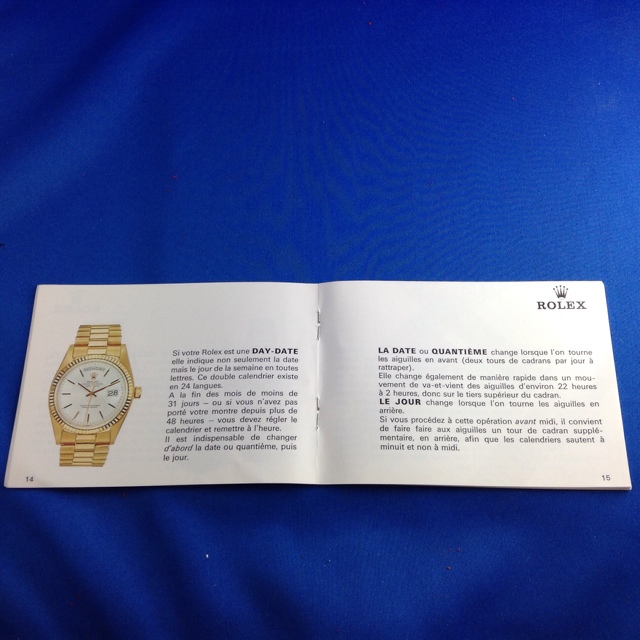 Si votre Rolex est une DAY-DATE
elle indique non seulement la date
mais le jour de la semaine en toutes
lettres. Ce double calendrier existe
en 24 langues.
A la fin des mois de moins de
31 jours – ou si vous n'avez pas
porté votre montre depuis plus de
48 heures – vous devez régler le
calendrier et remettre à l'heure.
Il est indispensable de changer
d'abord la date ou quantième, puis
le jour.
14
ROLEX
LA DATE ou QUANTIÈME change lorsque l'on tourne
les aiguilles en avant (deux tours de cadrans par jour à
rattraper).
Elle change également de manière rapide dans un mou-
vement de va-et-vient des aiguilles d'environ 22 heures
à 2 heures, donc sur le tiers supérieur du cadran.
LE JOUR change lorsque l'on tourne les aiguilles en
arrière.
Si vous procédez à cette opération avant midi, il convient
de faire faire aux aiguilles un tour de cadran supplé-
mentaire, en arrière, afin que les calendriers sautent à
minuit et non à midi.
15